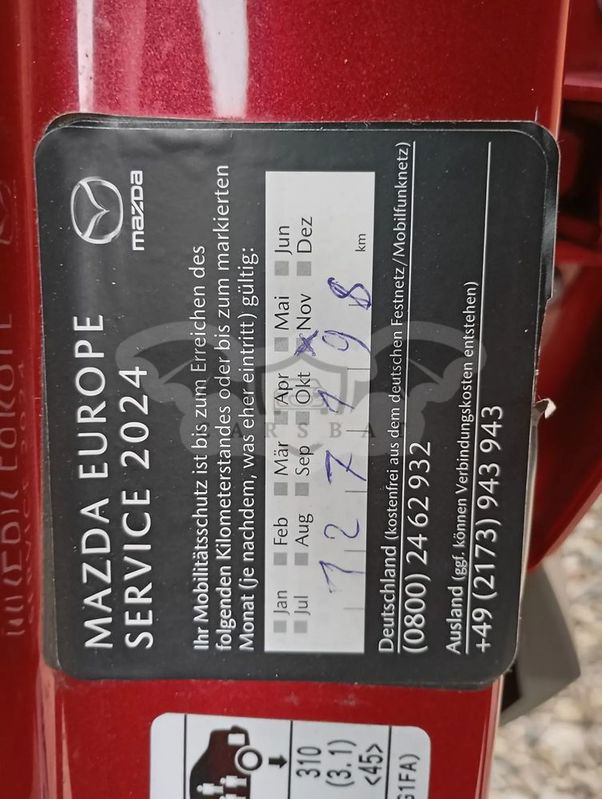 mazda
MAZDA EUROPE
SERVICE 2024
Ihr Mobilitätsschutz ist bis zum Erreichen des
folgenden Kilometerstandes oder bis zum markierten
Monat (je nachdem, was eher eintritt) gültig:
Jan Feb Mär Apr Mai Jun
Jul Aug Sep Okt Nov Dez
127198 km
Deutschland (kostenfrei aus dem deutschen Festnetz/Mobilfunknetz)
(0800) 24 62 932
Ausland (ggf. können Verbindungskosten entstehen)
+49 (2173) 943 943
310
(3.1)
<45>
G1FA)